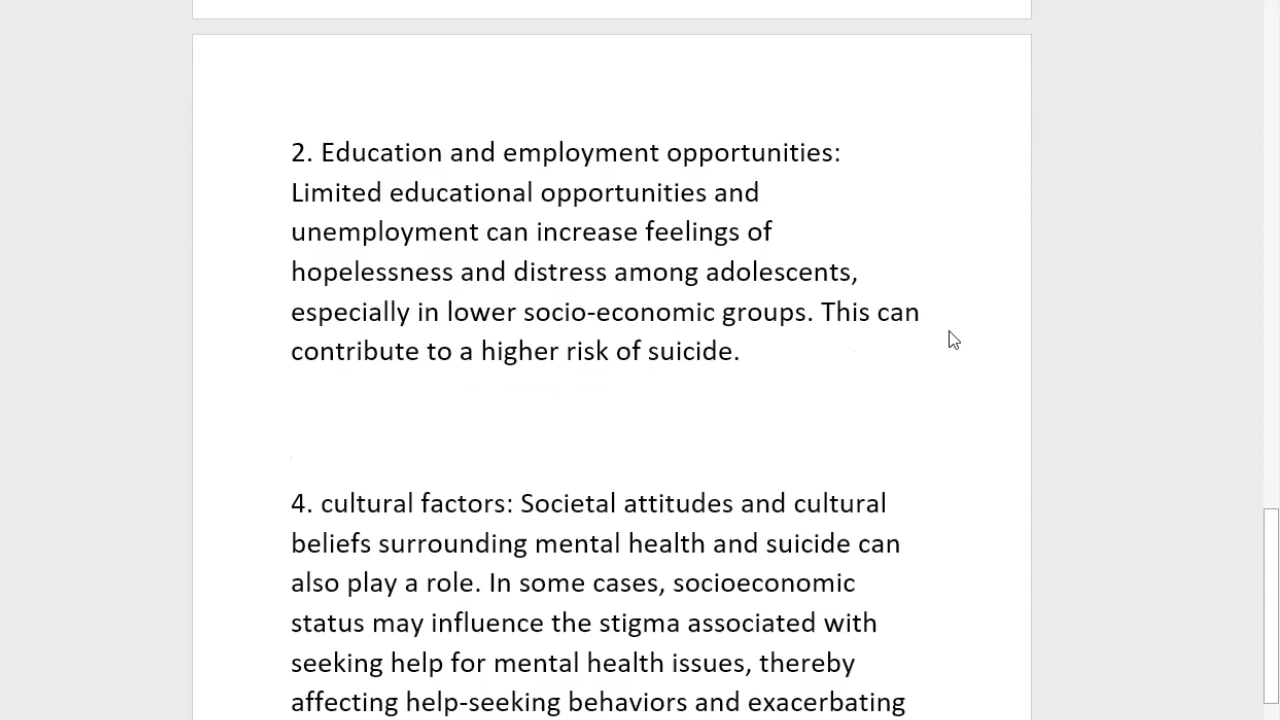 2. Education and employment opportunities:
Limited educational opportunities and
unemployment can increase feelings of
hopelessness and distress among adolescents,
especially in lower socio-economic groups. This can
contribute to a higher risk of suicide.
4. cultural factors: Societal attitudes and cultural
beliefs surrounding mental health and suicide can
also play a role. In some cases, socioeconomic
status may influence the stigma associated with
seeking help for mental health issues, thereby
affecting help-seeking behaviors and exacerbating